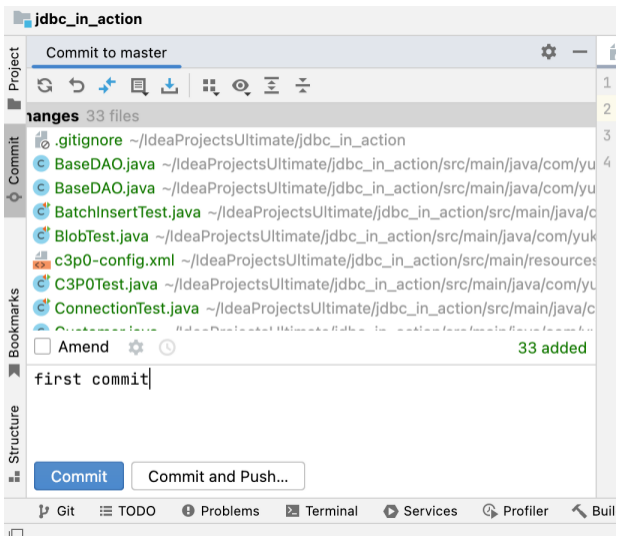 jdbc_in_action
Project
Commit
Bookmarks
Structure
Commit to master
anges 33 files
.gitignore ~/IdeaProjectsUltimate/jdbc_in_action
BaseDAO.java ~/IdeaProjectsUltimate/jdbc_in_action/src/main/java/com/yu
BaseDAO.java ~/IdeaProjectsUltimate/jdbc_in_action/src/main/java/com/yu
BatchInsertTest.java ~/IdeaProjectsUltimate/jdbc_in_action/src/main/java/c
BlobTest.java ~/IdeaProjectsUltimate/jdbc_in_action/src/main/java/com/yuk
c3p0-config.xml ~/IdeaProjectsUltimate/jdbc_in_action/src/main/resources
C3P0Test.java ~/IdeaProjectsUltimate/jdbc_in_action/src/main/java/com/yu
ConnectionTest.java ~/IdeaProjectsUltimate/jdbc_in_action/src/main/java/c
1
2
3
4
Amend
33 added
first commit
Commit
Commit and Push...
Git TODO Problems Terminal Services Profiler Buil